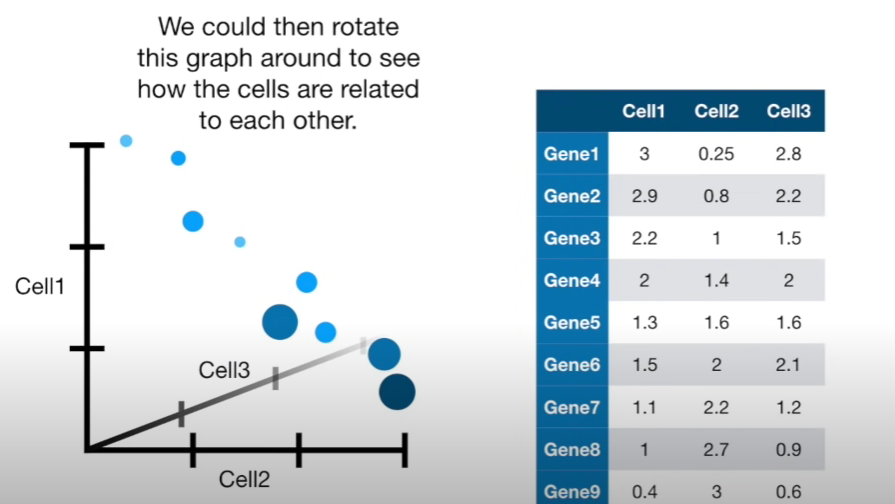 We could then rotate
this graph around to see
how the cells are related
to each other.
Cell1
Cell3
Cell2
Cell1 Cell2 Cell3
Gene1 3 0.25 2.8
Gene2 2.9 0.8 2.2
Gene3 2.2 1 1.5
Gene4 2 1.4 2
Gene5 1.3 1.6 1.6
Gene6 1.5 2 2.1
Gene7 1.1 2.2 1.2
Gene8 1 2.7 0.9
Gene9 0.4 3 0.6